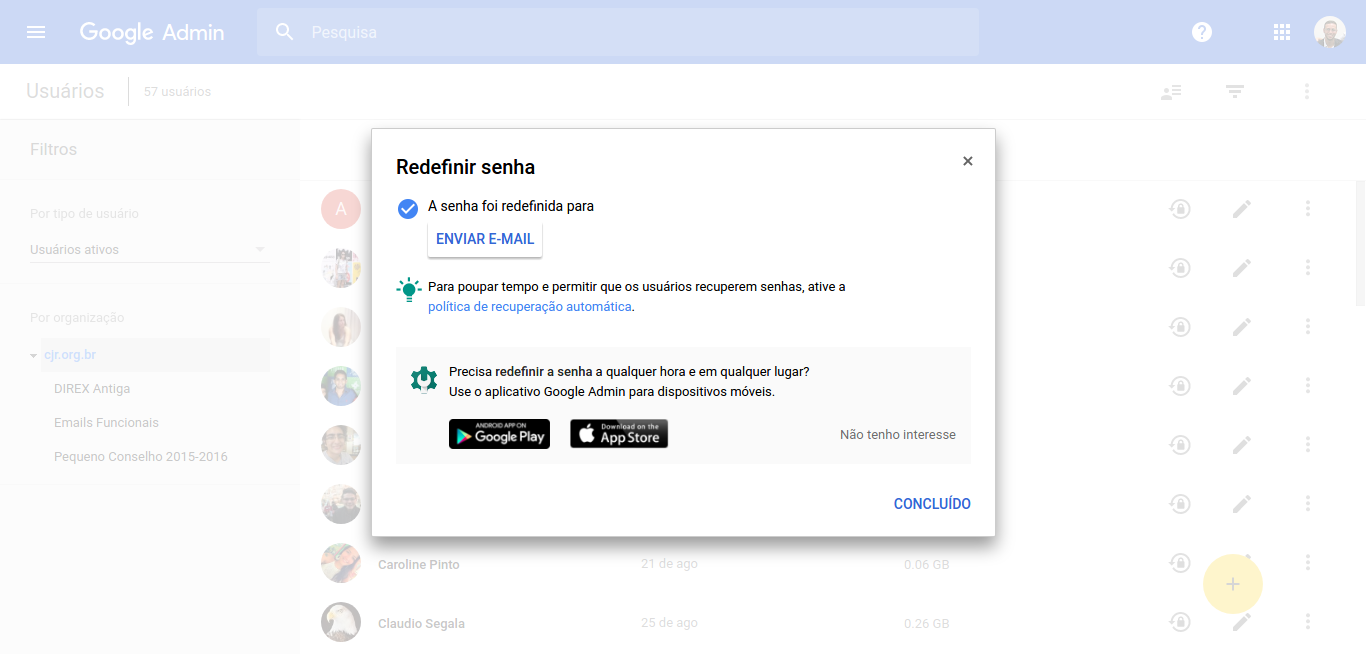 Google Admin
Pesquisa
?
Usuários
57 usuários
Filtros
Por tipo de usuário
Usuários ativos
Por organização
cjr.org.br
DIREX Antiga
Emails Funcionais
Pequeno Conselho 2015-2016
A
Redefinir senha
×
A senha foi redefinida para
ENVIAR E-MAIL
Para poupar tempo e permitir que os usuários recuperem senhas, ative a
política de recuperação automática.
Precisa redefinir a senha a qualquer hora e em qualquer lugar?
Use o aplicativo Google Admin para dispositivos móveis.
ANDROID APP ON
Google Play
Download on the
App Store
Não tenho interesse
CONCLUÍDO
Caroline Pinto 21 de ago 0.06 GB
+
Claudio Segala 25 de ago 0.26 GB